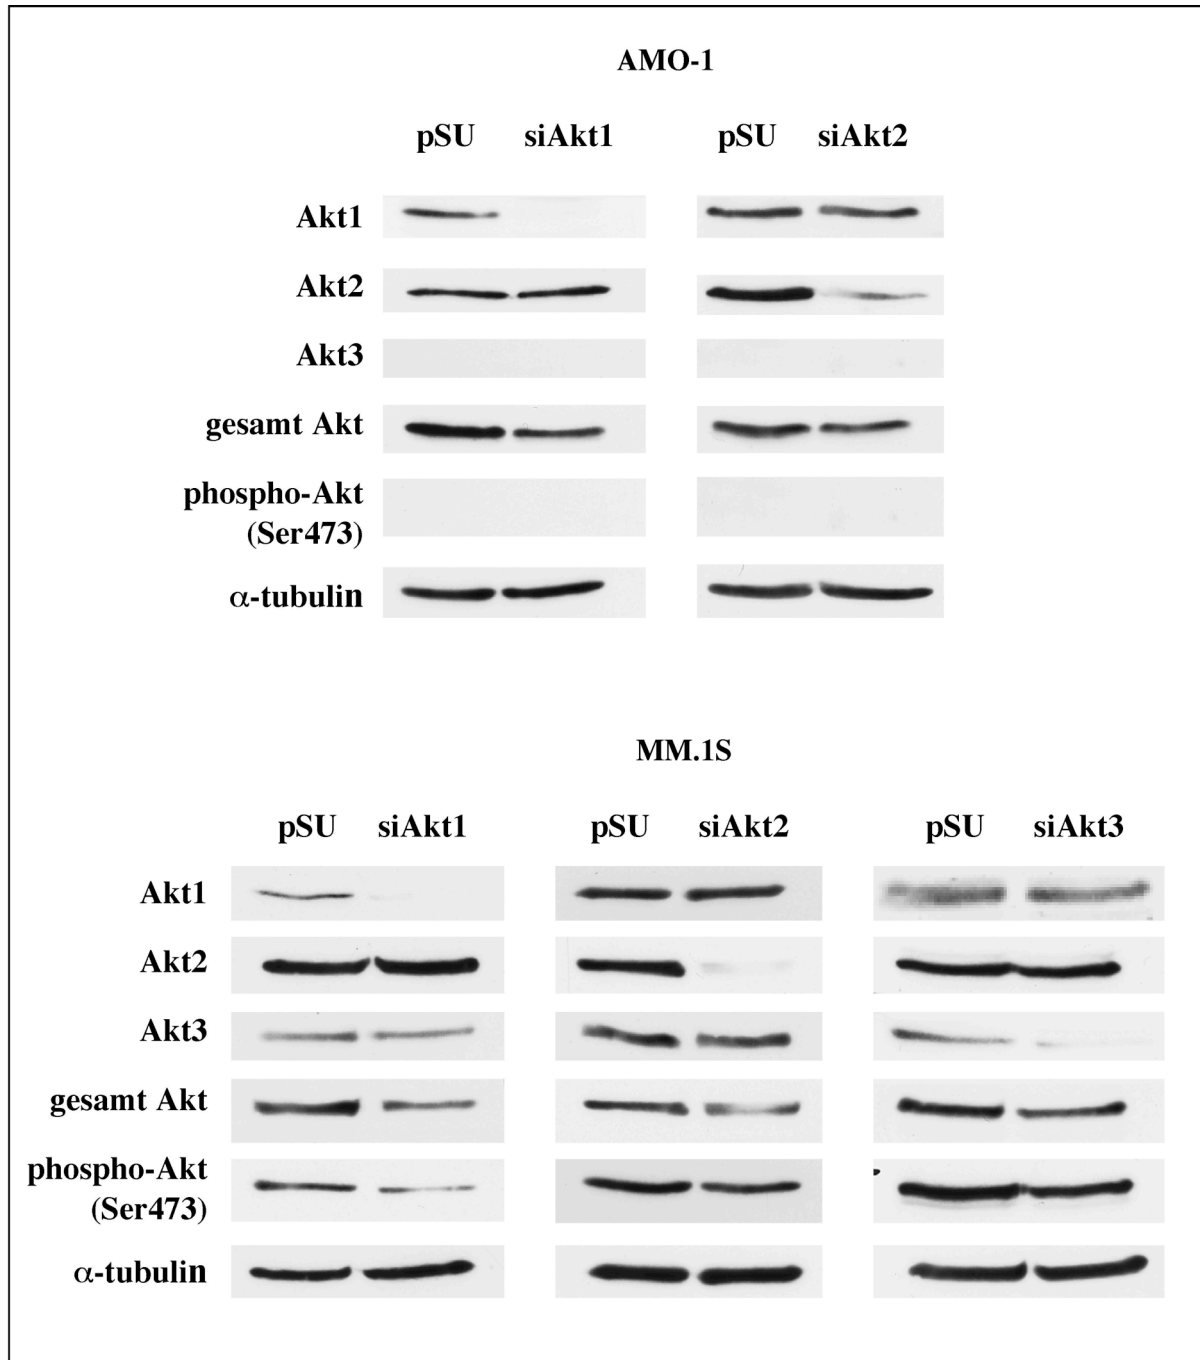 AMO-1
pSU siAkt1 pSU siAkt2
Akt1
Akt2
Akt3
gesamt Akt
phospho-Akt
(Ser473)
α-tubulin
MM.1S
pSU siAkt1 pSU siAkt2 pSU siAkt3
Akt1
Akt2
Akt3
gesamt Akt
phospho-Akt
(Ser473)
α-tubulin